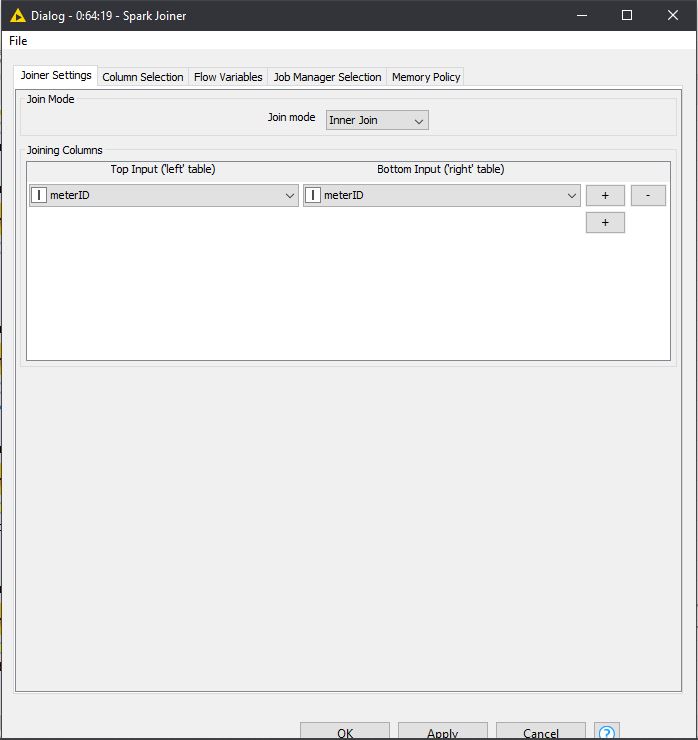 Dialog - 0:64:19 - Spark Joiner
File
Joiner Settings Column Selection Flow Variables Job Manager Selection Memory Policy
Join Mode
Join mode Inner Join
Joining Columns
Top Input ('left' table) Bottom Input ('right' table)
I meterID I meterID + -
+
OK Apply Cancel ?